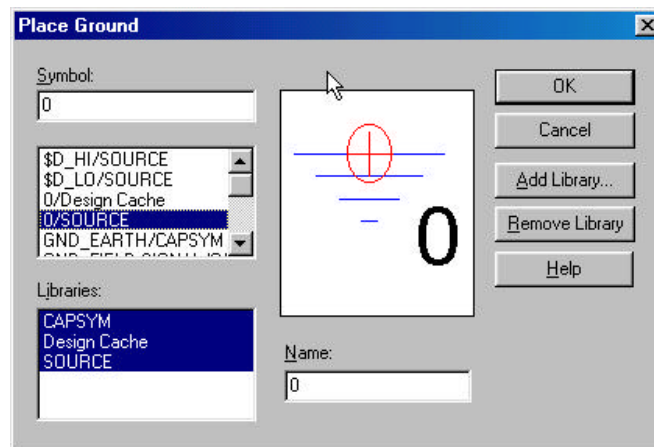 Place Ground
Symbol:
0
$D_HI/SOURCE
$D_LO/SOURCE
0/Design Cache
0/SOURCE
GND_EARTH/CAPSYM
Libraries:
CAPSYM
Design Cache
SOURCE
0
Name:
0
OK
Cancel
Add Library...
Remove Library
Help